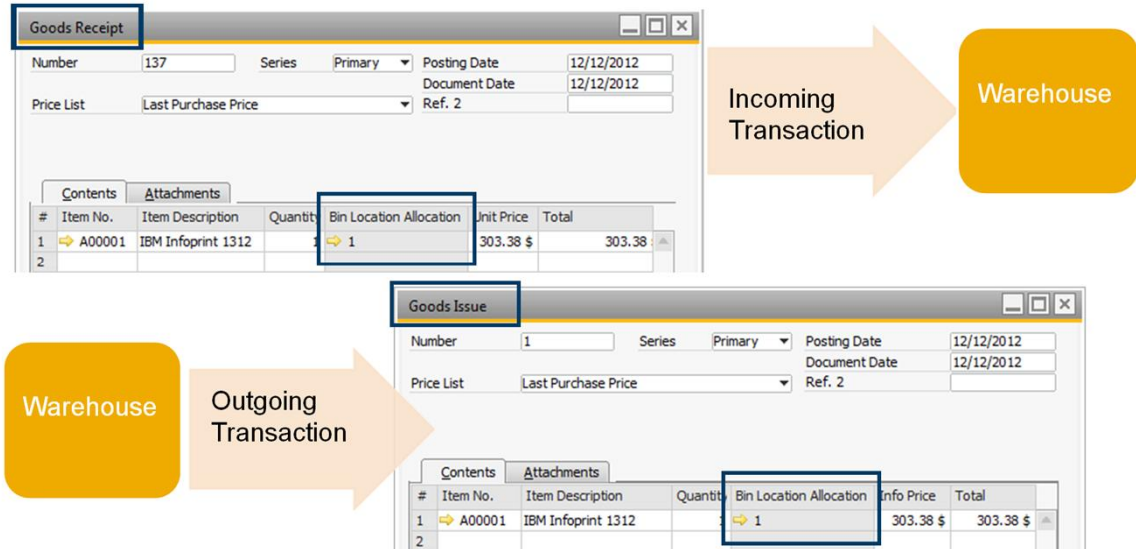 Goods Receipt
Number 137 Series Primary Posting Date 12/12/2012
Document Date 12/12/2012
Price List Last Purchase Price Ref. 2
Incoming
Transaction
Warehouse
Contents Attachments
# Item No. Item Description Quantity Bin Location Allocation Unit Price Total
1 A00001 IBM Infoprint 1312 1 1 303.38 $ 303.38
2
Goods Issue
Number 1 Series Primary Posting Date 12/12/2012
Document Date 12/12/2012
Price List Last Purchase Price Ref. 2
Warehouse
Outgoing
Transaction
Contents Attachments
# Item No. Item Description Quantity Bin Location Allocation Info Price Total
1 A00001 IBM Infoprint 1312 1 1 303.38 $ 303.38 $
2